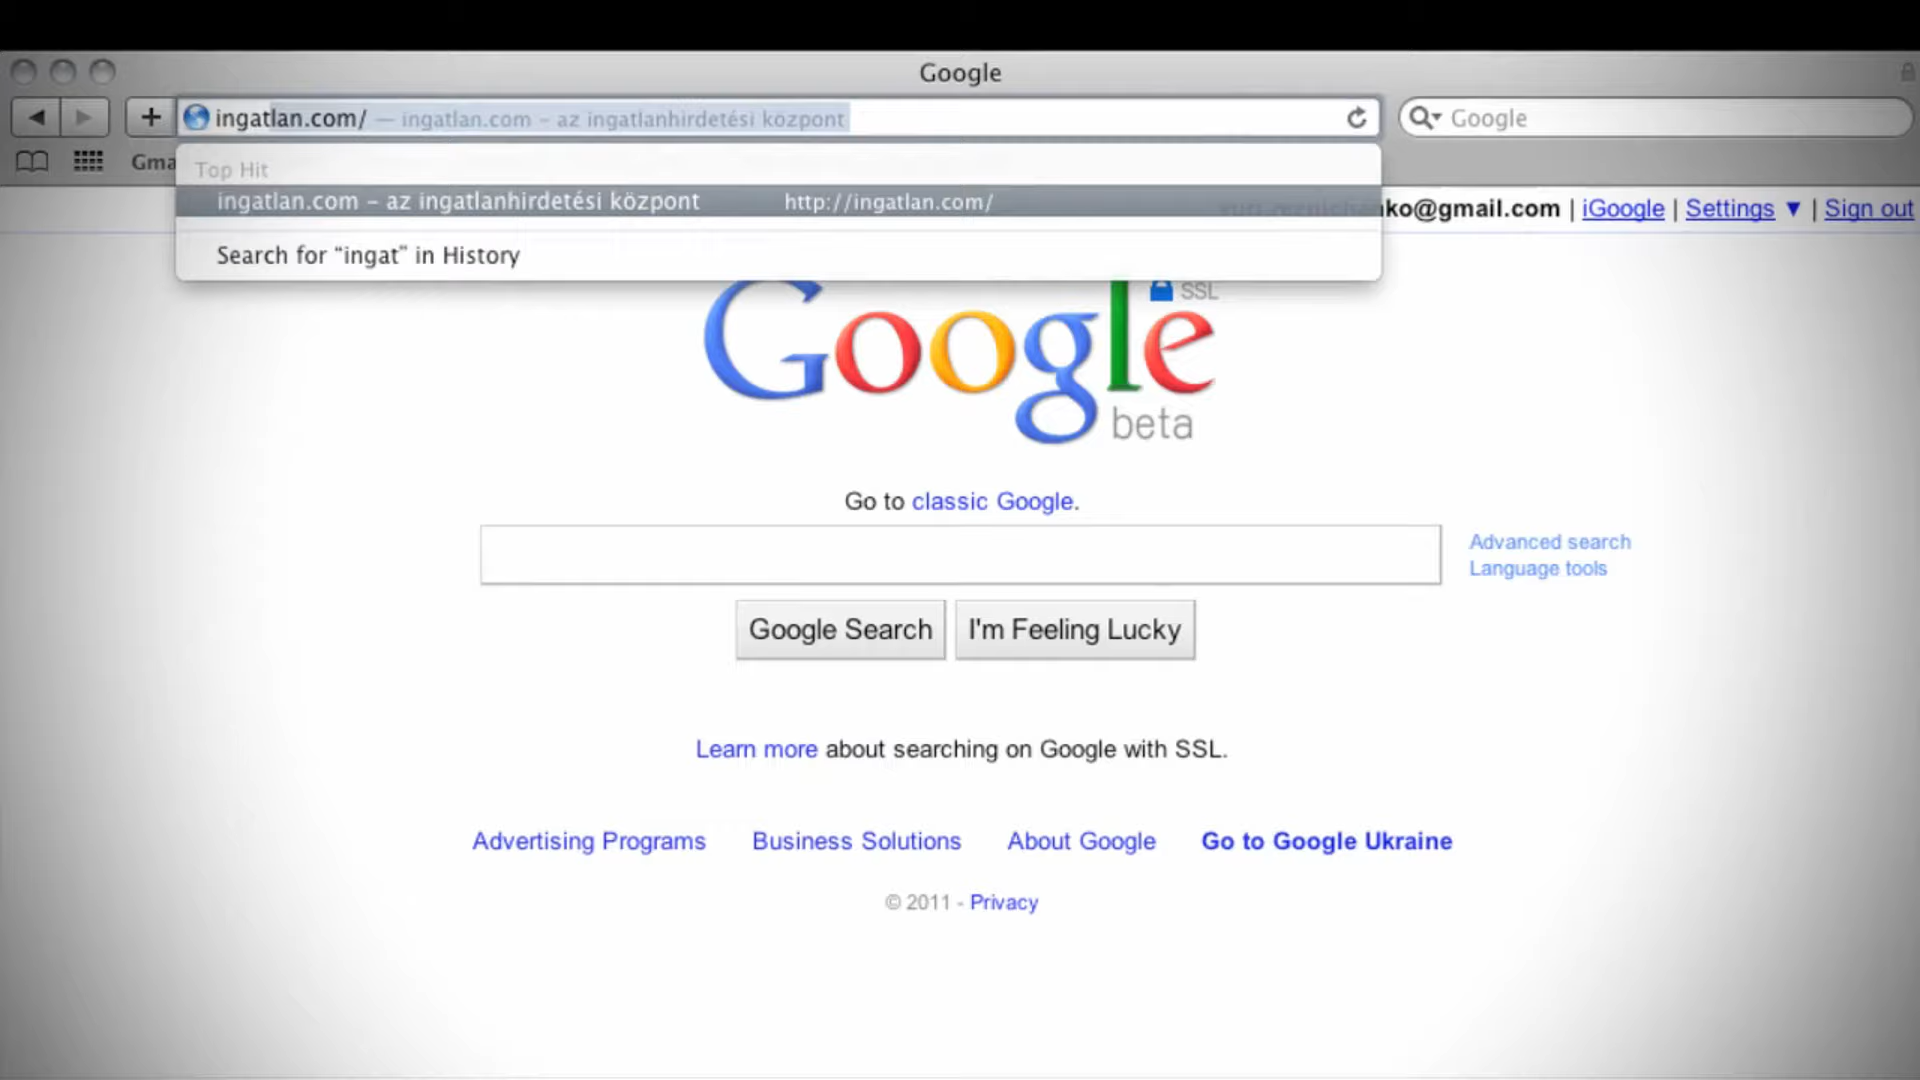 Google
ingatlan.com/ — ingatlan.com – az ingatlanhirdetési központ
Google
Gma
Top Hit
ingatlan.com – az ingatlanhirdetési központ http://ingatlan.com/
ko@gmail.com | iGoogle | Settings ▼ | Sign out
Search for “ingat” in History
SSL
Google
beta
Go to classic Google.
Advanced search
Language tools
Google Search I'm Feeling Lucky
Learn more about searching on Google with SSL.
Advertising Programs Business Solutions About Google Go to Google Ukraine
© 2011 - Privacy